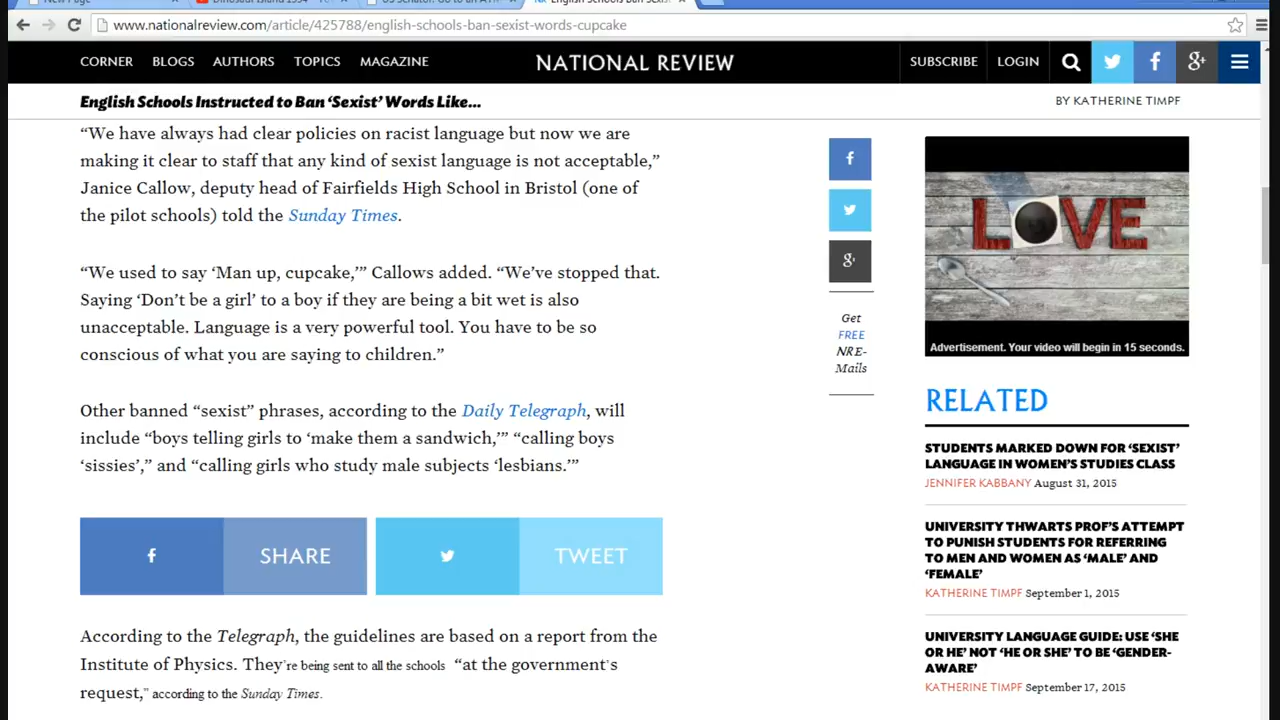 www.nationalreview.com/article/425788/english-schools-ban-sexist-words-cupcake
CORNER BLOGS AUTHORS TOPICS MAGAZINE NATIONAL REVIEW SUBSCRIBE LOGIN
English Schools Instructed to Ban ‘Sexist’ Words Like...
BY KATHERINE TIMPF
“We have always had clear policies on racist language but now we are
making it clear to staff that any kind of sexist language is not acceptable,”
Janice Callow, deputy head of Fairfields High School in Bristol (one of
the pilot schools) told the Sunday Times.
“We used to say ‘Man up, cupcake,’” Callows added. “We’ve stopped that.
Saying ‘Don’t be a girl’ to a boy if they are being a bit wet is also
unacceptable. Language is a very powerful tool. You have to be so
conscious of what you are saying to children.”
Other banned “sexist” phrases, according to the Daily Telegraph, will
include “boys telling girls to ‘make them a sandwich,’” “calling boys
‘sissies’,” and “calling girls who study male subjects ‘lesbians.’”
SHARE
TWEET
According to the Telegraph, the guidelines are based on a report from the
Institute of Physics. They’re being sent to all the schools “at the government’s
request,” according to the Sunday Times.
Get
FREE
NR E-
Mails
LOVE
Advertisement. Your video will begin in 15 seconds.
RELATED
STUDENTS MARKED DOWN FOR ‘SEXIST’
LANGUAGE IN WOMEN’S STUDIES CLASS
JENNIFER KABBANY August 31, 2015
UNIVERSITY THWARTS PROF’S ATTEMPT
TO PUNISH STUDENTS FOR REFERRING
TO MEN AND WOMEN AS ‘MALE’ AND
‘FEMALE’
KATHERINE TIMPF September 1, 2015
UNIVERSITY LANGUAGE GUIDE: USE ‘SHE
OR HE’ NOT ‘HE OR SHE’ TO BE ‘GENDER-
AWARE’
KATHERINE TIMPF September 17, 2015